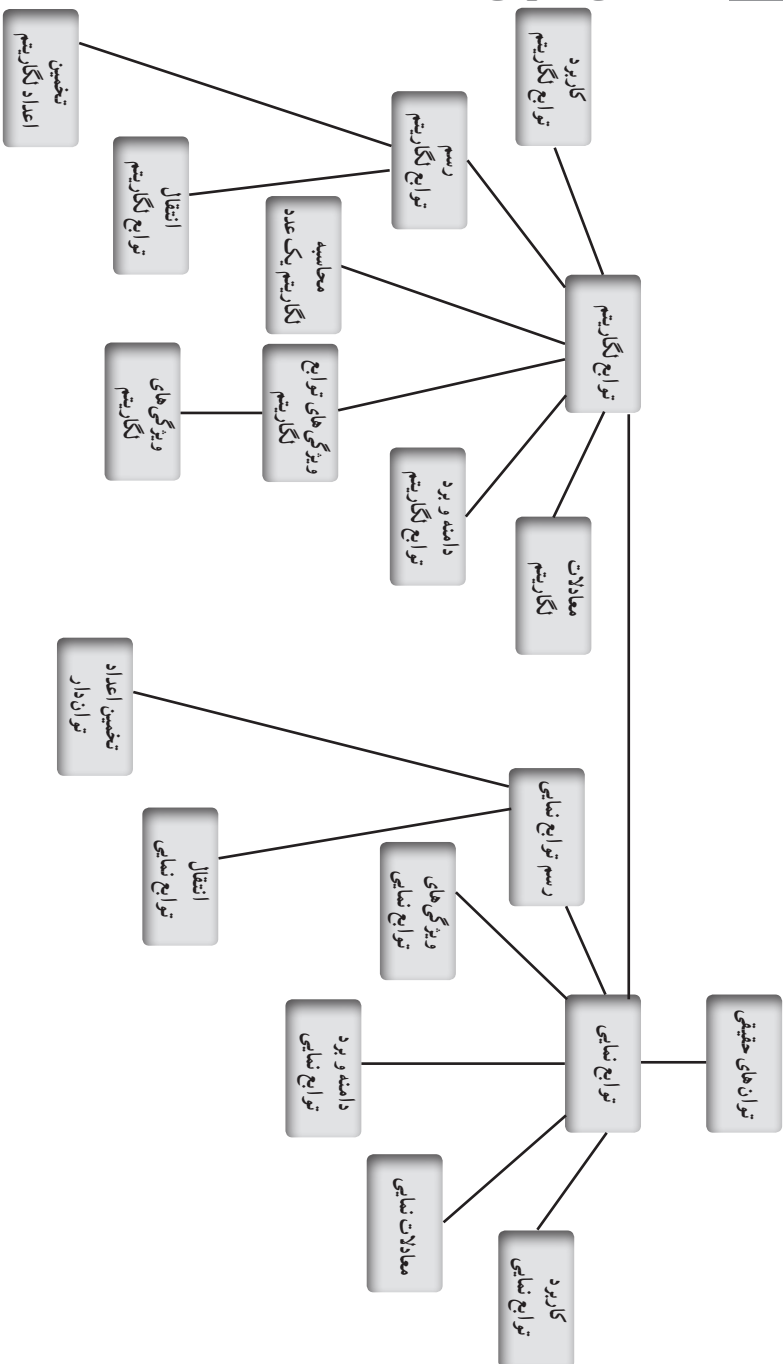 توان‌های حقیقی
توابع نمایی
کاربرد
توابع نمایی
معادلات نمایی
دامنه و برد
توابع نمایی
ویژگی‌های
توابع نمایی
رسم توابع نمایی
انتقال
توابع نمایی
تخمین اعداد
توان‌دار
توابع لگاریتم
معادلات
لگاریتم
دامنه و برد
توابع لگاریتم
ویژگی‌های توابع
لگاریتم
ویژگی‌های
لگاریتم
محاسبه
لگاریتم یک عدد
رسم
توابع لگاریتم
انتقال
توابع لگاریتم
تخمین
اعداد لگاریتم
کاربرد
توابع لگاریتم